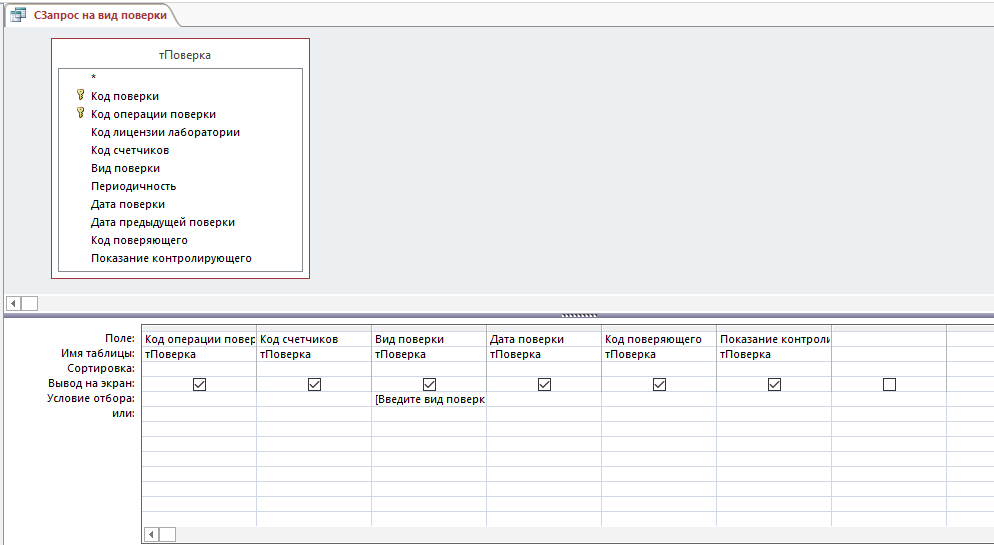 СЗапрос на вид поверки
тПоверка
*
Код поверки
Код операции поверки
Код лицензии лаборатории
Код счетчиков
Вид поверки
Периодичность
Дата поверки
Дата предыдущей поверки
Код поверяющего
Показание контролирующего
Поле: Код операции повер Код счетчиков Вид поверки Дата поверки Код поверяющего Показание контроли
Имя таблицы: тПоверка тПоверка тПоверка тПоверка тПоверка тПоверка
Сортировка:
Вывод на экран:
Условие отбора: [Введите вид поверк
или: